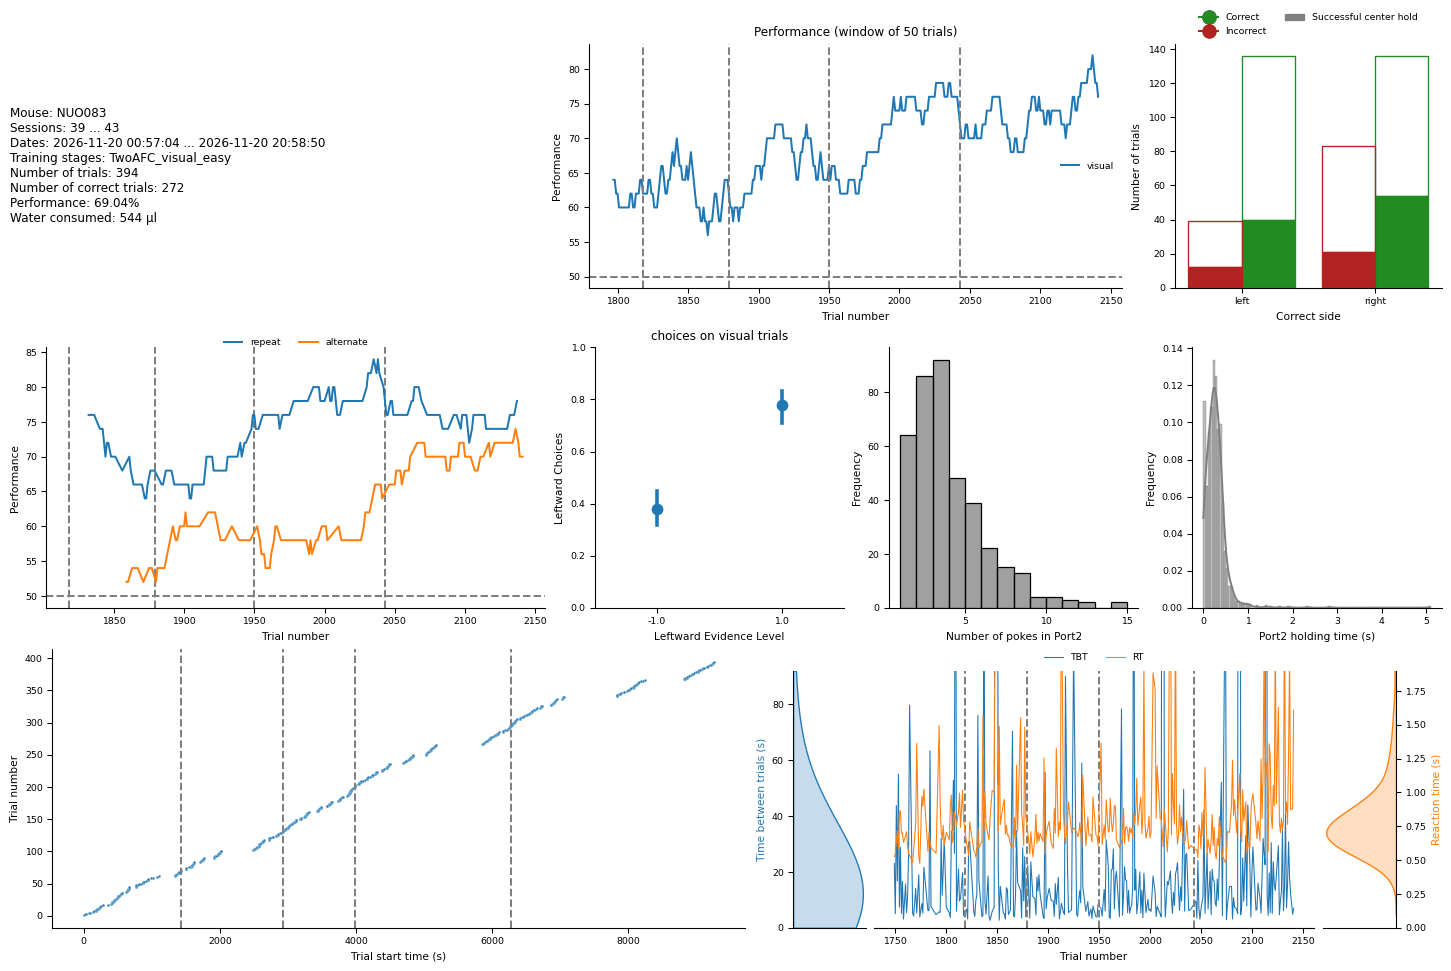 Mouse: NUO083
Sessions: 39 ... 43
Dates: 2026-11-20 00:57:04 ... 2026-11-20 20:58:50
Training stages: TwoAFC_visual_easy
Number of trials: 394
Number of correct trials: 272
Performance: 69.04%
Water consumed: 544 µl
Performance (window of 50 trials)
Performance
80
75
70
65
60
55
50
visual
1800 1850 1900 1950 2000 2050 2100 2150
Trial number
Correct
Incorrect
Successful center hold
Number of trials
140
120
100
80
60
40
20
0
left right
Correct side
repeat alternate
Performance
85
80
75
70
65
60
55
50
1850 1900 1950 2000 2050 2100 2150
Trial number
choices on visual trials
Leftward Choices
1.0
0.8
0.6
0.4
0.2
0.0
-1.0 1.0
Leftward Evidence Level
Frequency
80
60
40
20
0
5 10 15
Number of pokes in Port2
Frequency
0.14
0.12
0.10
0.08
0.06
0.04
0.02
0.00
0 1 2 3 4 5
Port2 holding time (s)
Trial number
400
350
300
250
200
150
100
50
0
0 2000 4000 6000 8000
Trial start time (s)
TBT RT
Time between trials (s)
80
60
40
20
0
1750 1800 1850 1900 1950 2000 2050 2100 2150
Trial number
1.75
1.50
1.25
1.00
0.75
0.50
0.25
0.00
Reaction time (s)